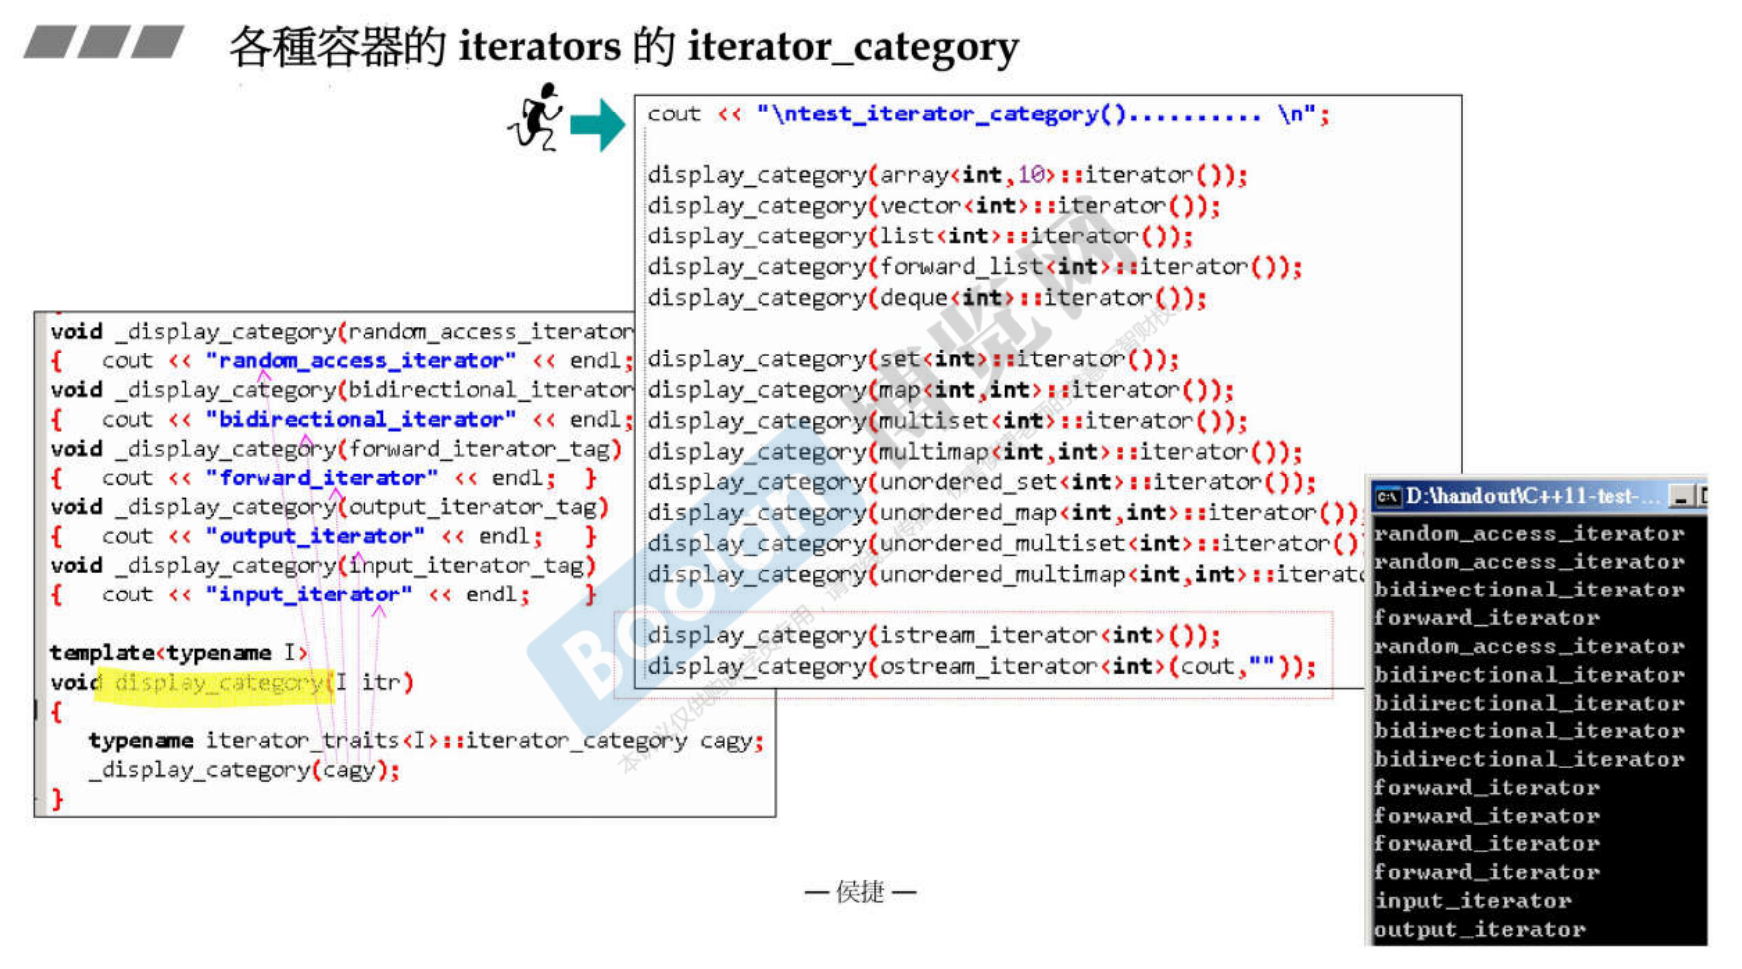 各種容器的 iterators 的 iterator_category
cout << "\ntest_iterator_category().......... \n";
display_category(array<int,10>::iterator());
display_category(vector<int>::iterator());
display_category(list<int>::iterator());
display_category(forward_list<int>::iterator());
display_category(deque<int>::iterator());
display_category(set<int>::iterator());
display_category(map<int,int>::iterator());
display_category(multiset<int>::iterator());
display_category(multimap<int,int>::iterator());
display_category(unordered_set<int>::iterator());
display_category(unordered_map<int,int>::iterator());
display_category(unordered_multiset<int>::iterator()
display_category(unordered_multimap<int,int>::iterato
display_category(istream_iterator<int>());
display_category(ostream_iterator<int>(cout,""));
void _display_category(random_access_iterator
{ cout << "random_access_iterator" << endl;
void _display_category(bidirectional_iterator
{ cout << "bidirectional_iterator" << endl;
void _display_category(forward_iterator_tag)
{ cout << "forward_iterator" << endl; }
void _display_category(output_iterator_tag)
{ cout << "output_iterator" << endl; }
void _display_category(input_iterator_tag)
{ cout << "input_iterator" << endl; }
template<typename I>
void display_category(I itr)
{
typename iterator_traits<I>::iterator_category cagy;
_display_category(cagy);
}
D:\handout\C++11-test-...
random_access_iterator
random_access_iterator
bidirectional_iterator
forward_iterator
random_access_iterator
bidirectional_iterator
bidirectional_iterator
bidirectional_iterator
bidirectional_iterator
forward_iterator
forward_iterator
forward_iterator
forward_iterator
input_iterator
output_iterator
Boolan
博览网
— 侯捷 —